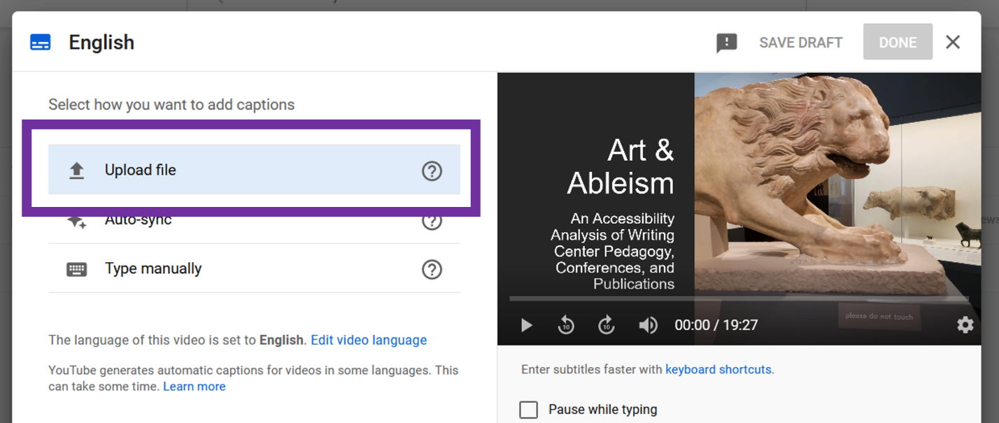 English
SAVE DRAFT
DONE
Select how you want to add captions
Upload file
Auto-sync
Type manually
The language of this video is set to English. Edit video language
YouTube generates automatic captions for videos in some languages. This
can take some time. Learn more
Art &
Ableism
An Accessibility
Analysis of Writing
Center Pedagogy,
Conferences, and
Publications
please do not touch
10
10
00:00 / 19:27
Enter subtitles faster with keyboard shortcuts.
Pause while typing